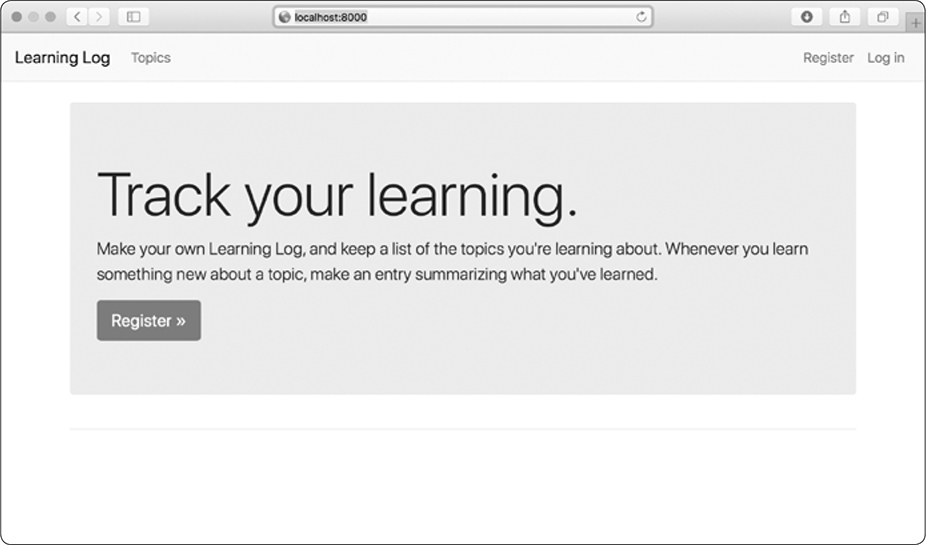 localhost:8000
Learning Log Topics Register Log in
Track your learning.
Make your own Learning Log, and keep a list of the topics you're learning about. Whenever you learn
something new about a topic, make an entry summarizing what you've learned.
Register »